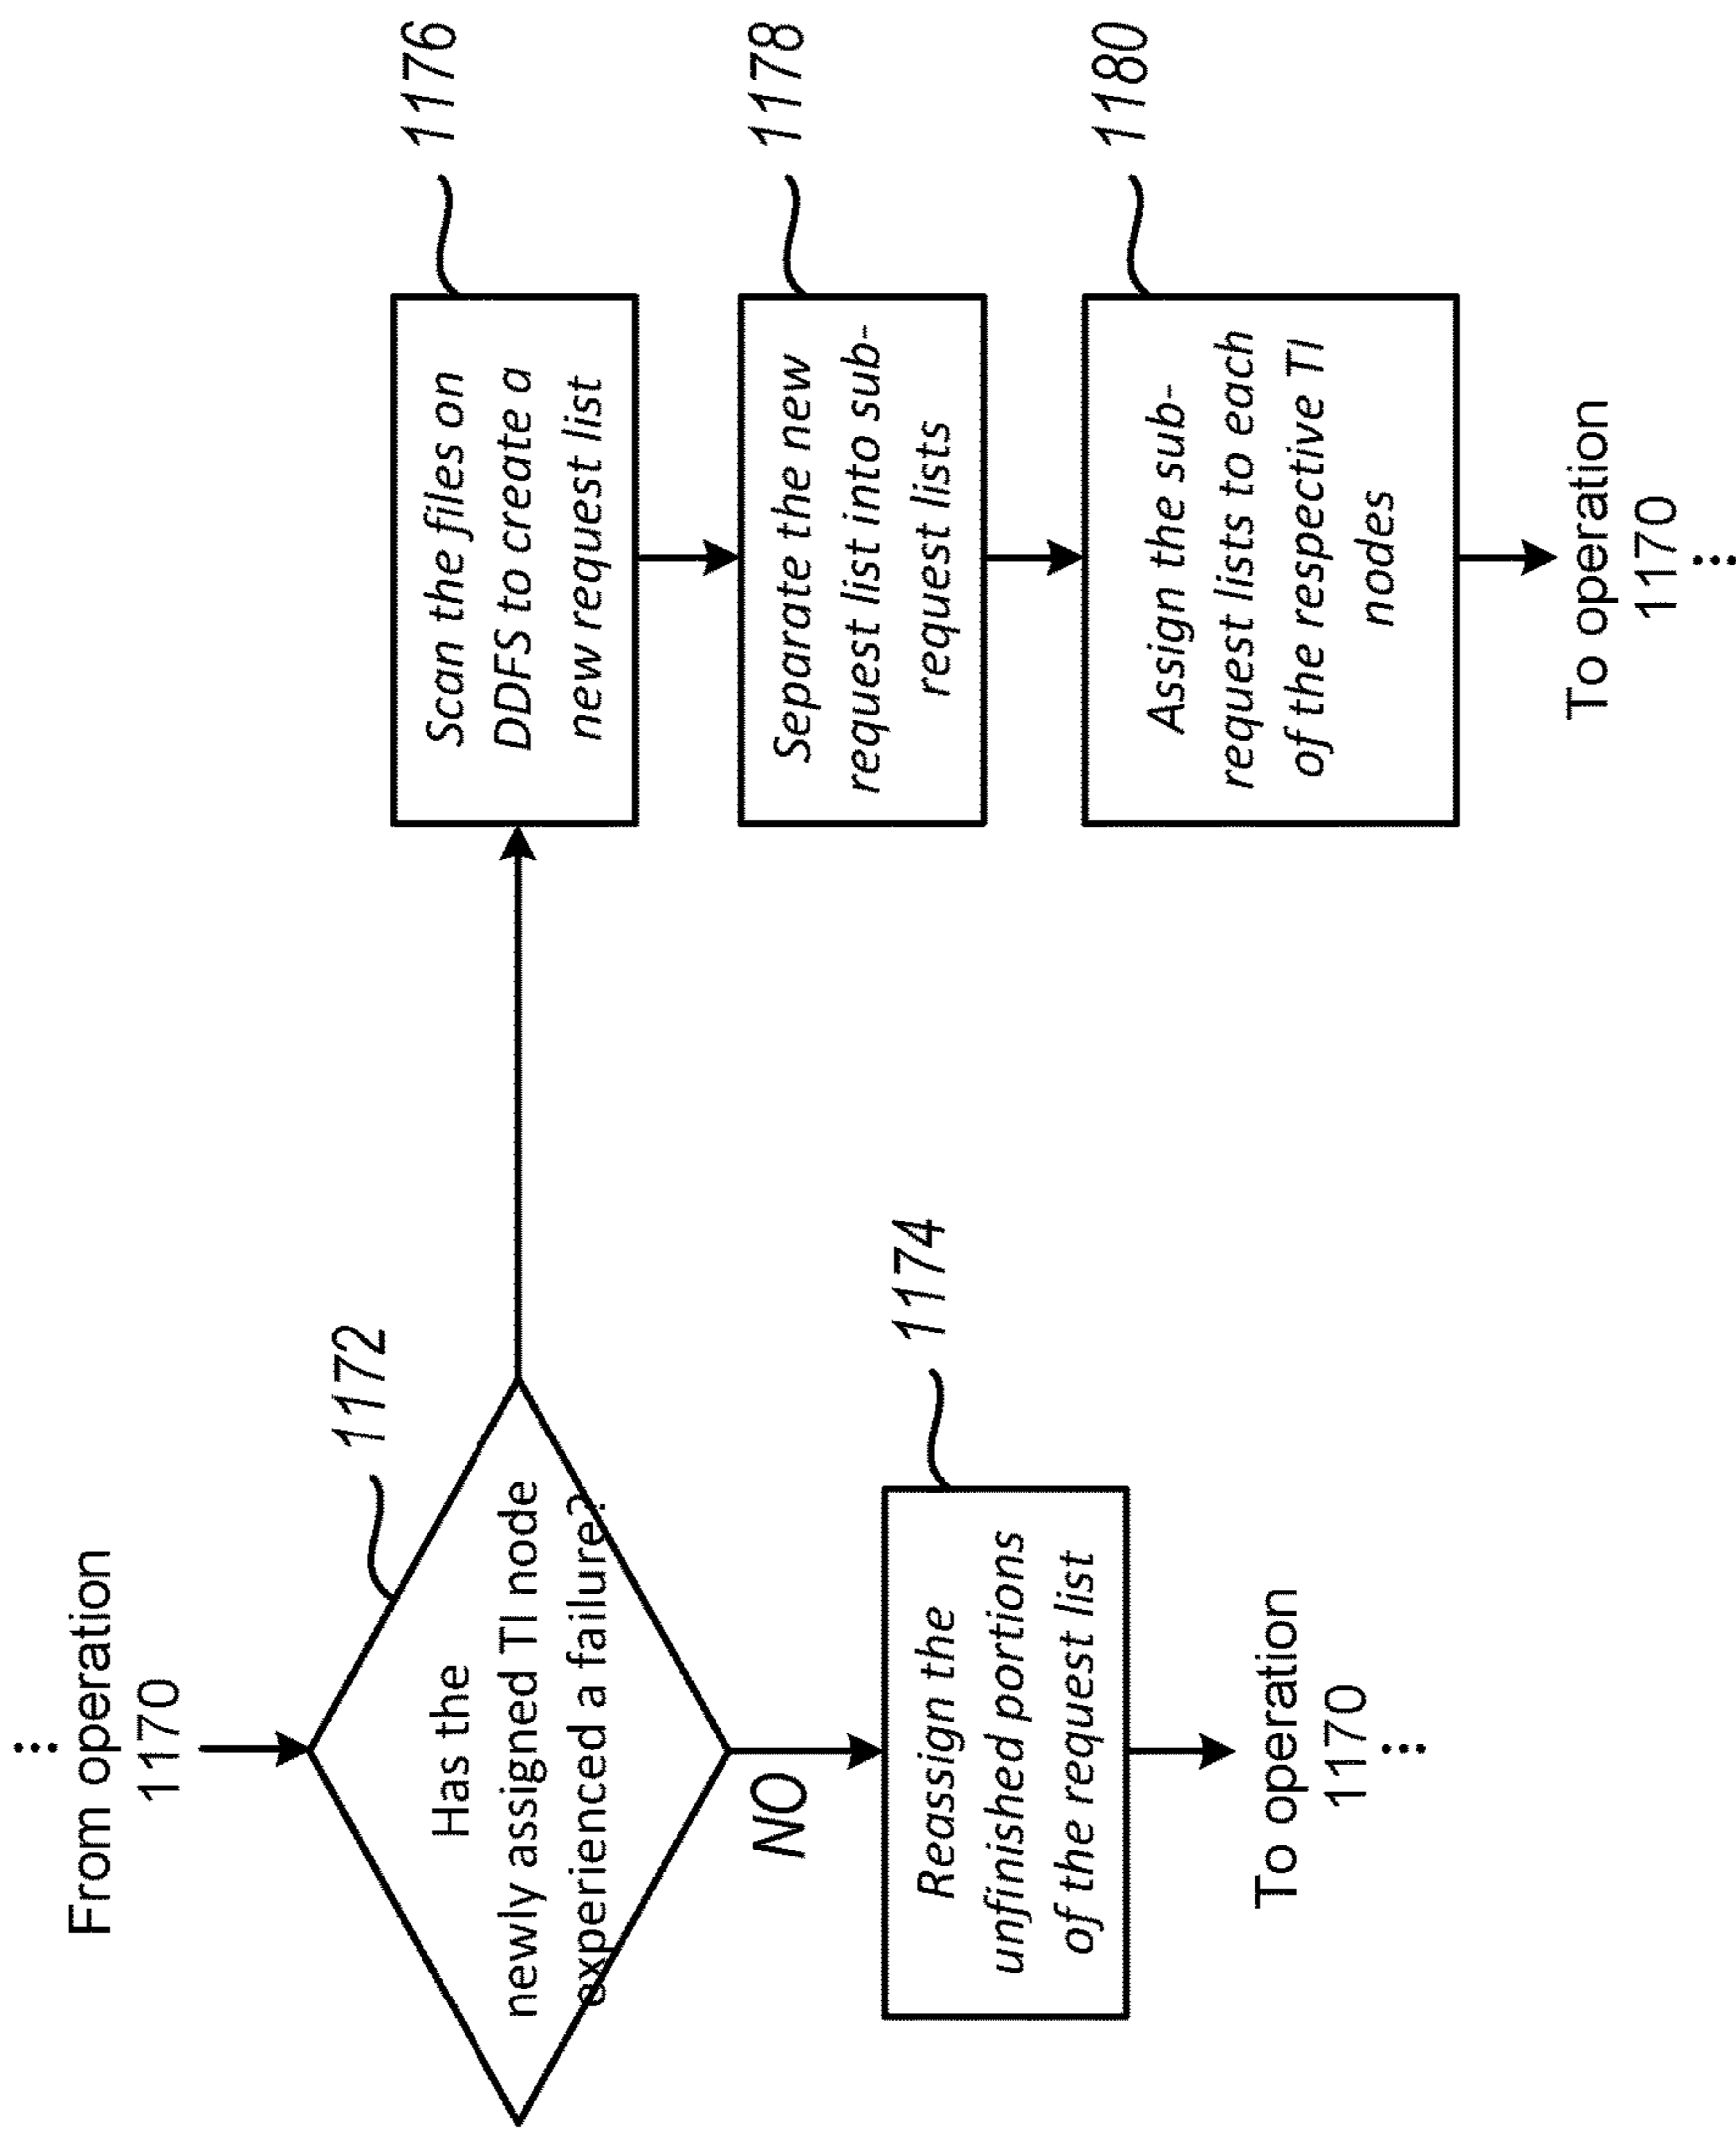 From operation
1170
1172
Has the
newly assigned TI node
experienced a failure?
NO
1174
Reassign the
unfinished portions
of the request list
To operation
1170
1176
Scan the files on
DDFS to create a
new request list
1178
Separate the new
request list into sub-
request lists
1180
Assign the sub-
request lists to each
of the respective TI
nodes
To operation
1170